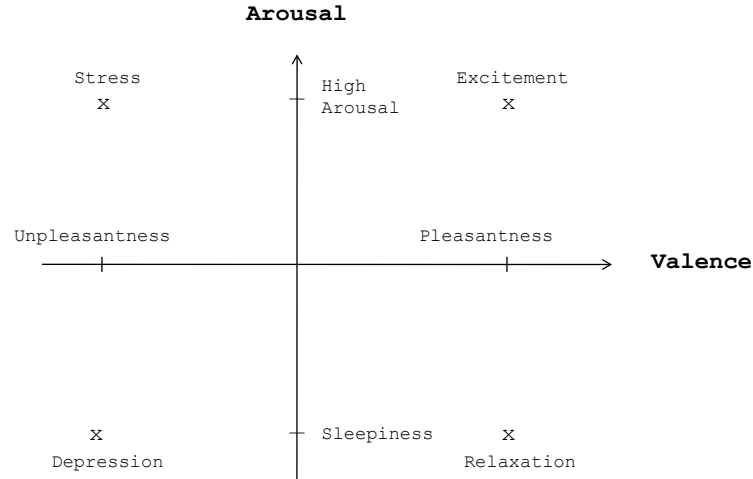 Arousal
Stress
Excitement
High
Arousal
x
x
Unpleasantness
Pleasantness
Valence
x
Sleepiness
x
Depression
Relaxation